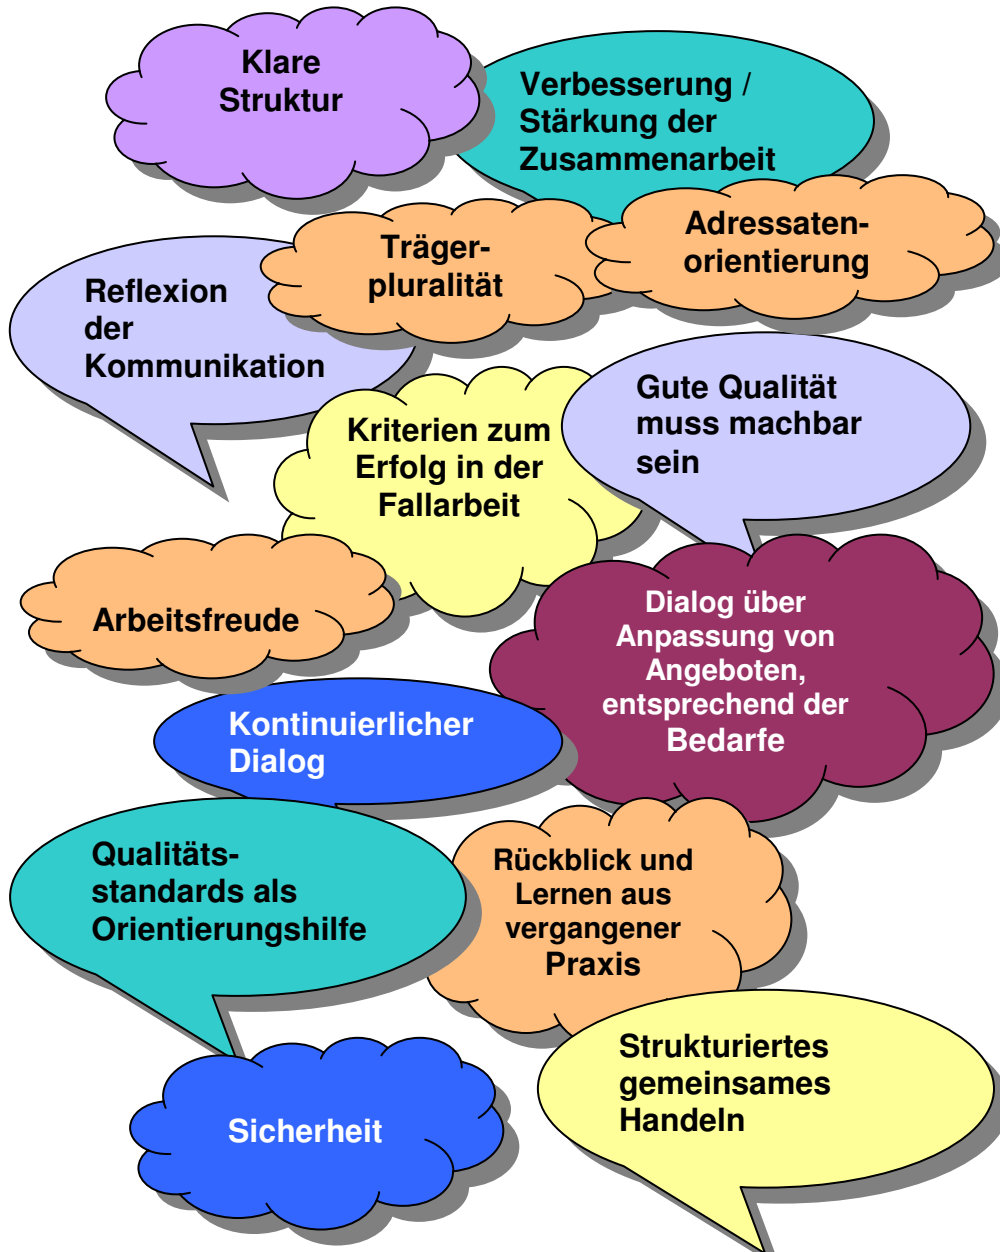 Klare
Struktur
Verbesserung /
Stärkung der
Zusammenarbeit
Träger-
pluralität
Adressaten-
orientierung
Reflexion
der
Kommunikation
Gute Qualität
muss machbar
sein
Kriterien zum
Erfolg in der
Fallarbeit
Arbeitsfreude
Dialog über
Anpassung von
Angeboten,
entsprechend der
Bedarfe
Kontinuierlicher
Dialog
Qualitäts-
standards als
Orientierungshilfe
Rückblick und
Lernen aus
vergangener
Praxis
Strukturiertes
gemeinsames
Handeln
Sicherheit